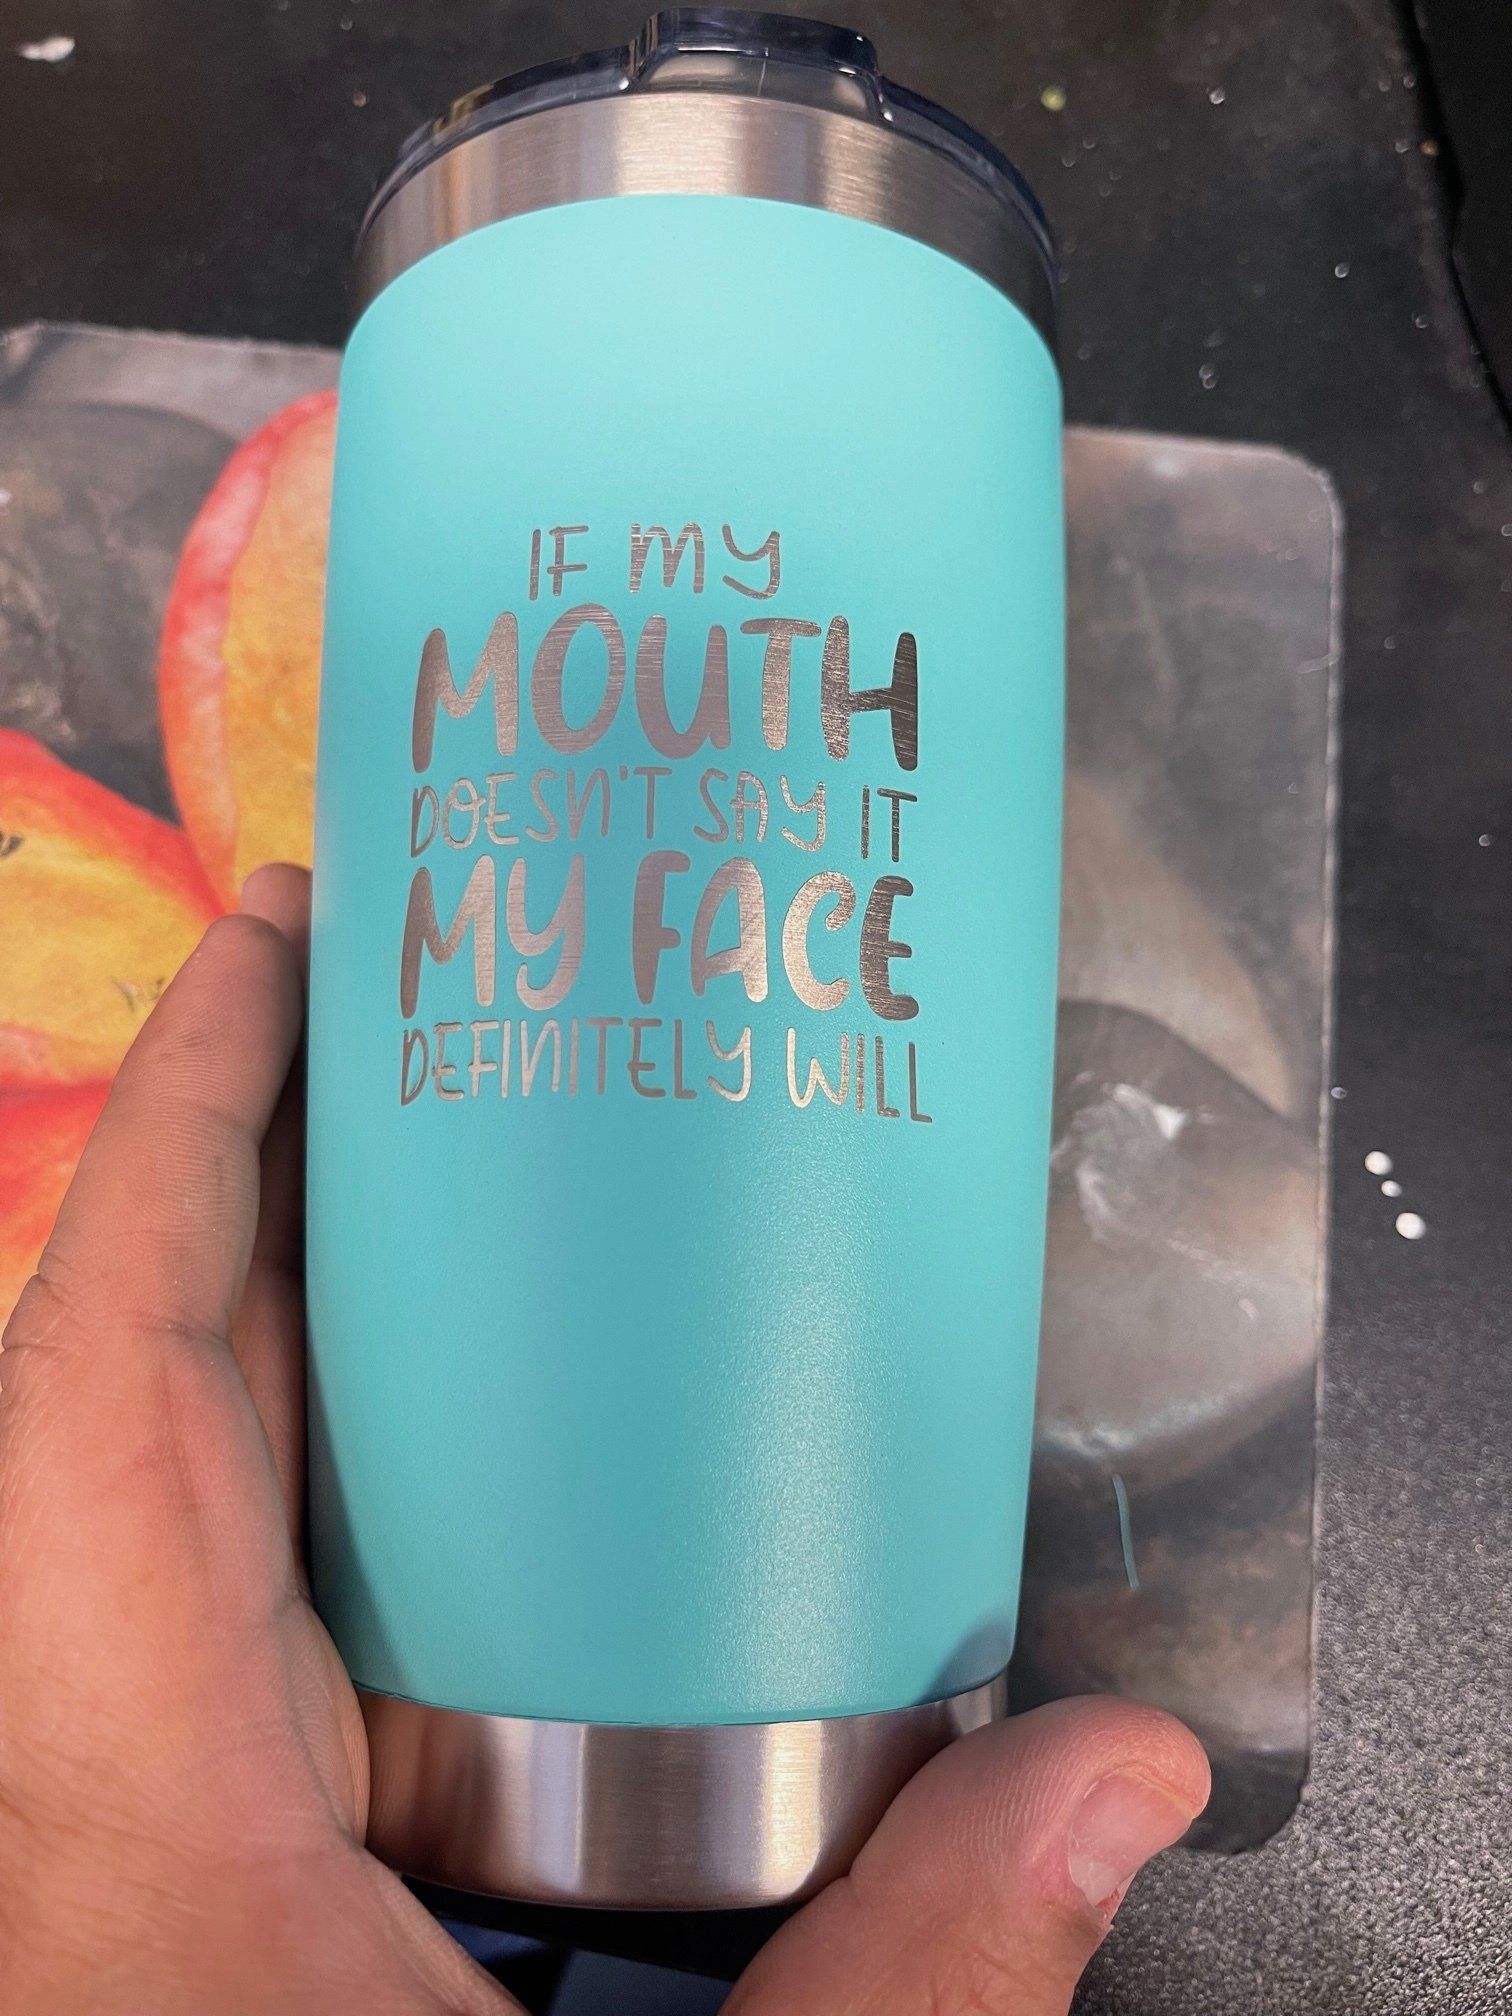 IF MY
MOUTH
DOESN'T SAY IT
MY FACE
DEFINITELY WILL